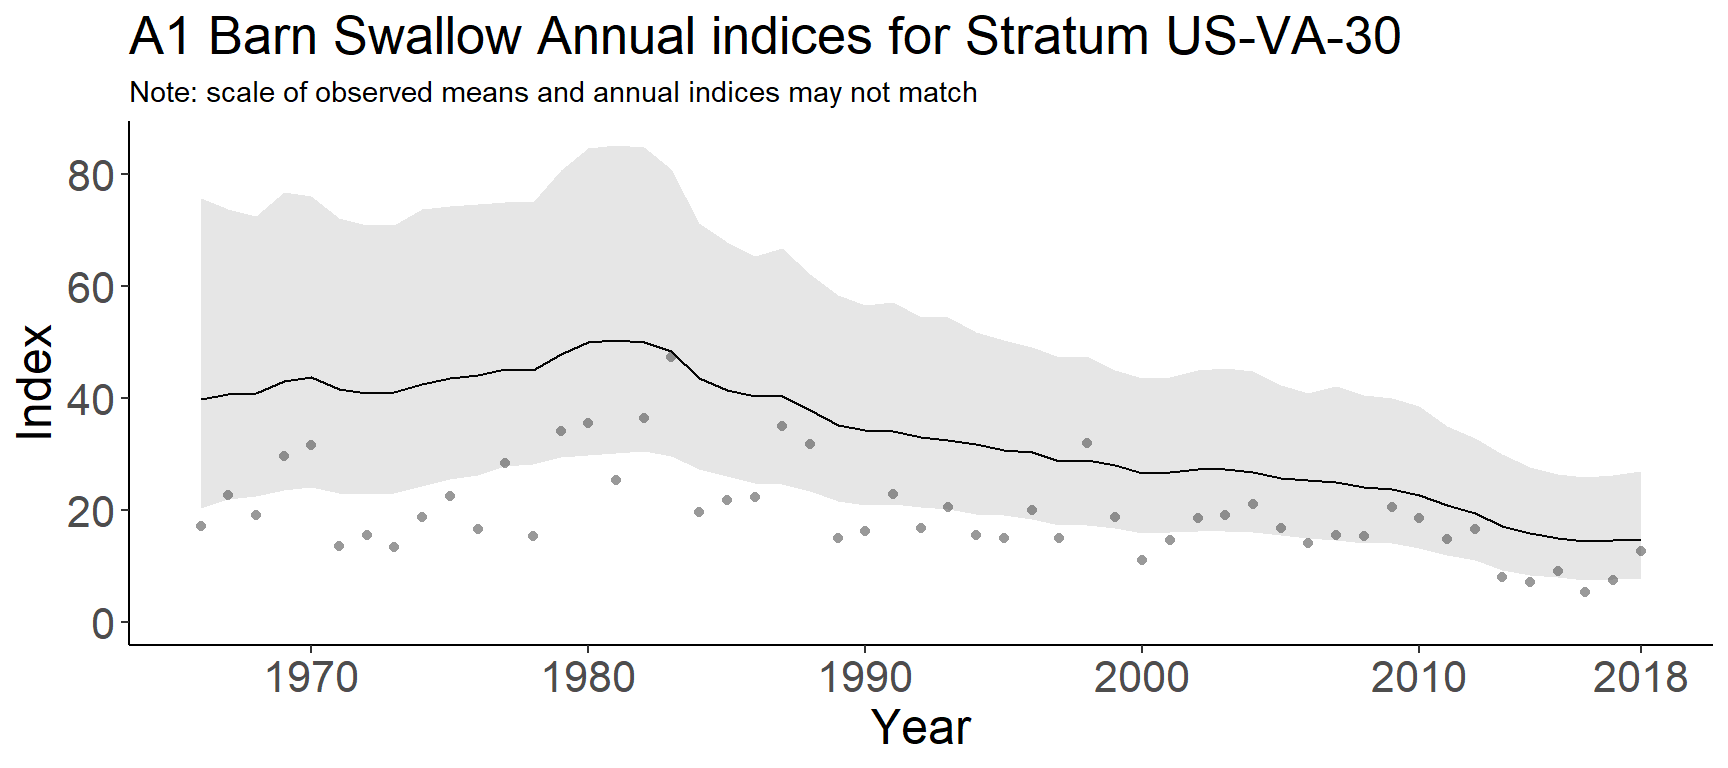 A1 Barn Swallow Annual indices for Stratum US-VA-30
Note: scale of observed means and annual indices may not match
80
60
40
20
0
Index
1970 1980 1990 2000 2010 2018
Year